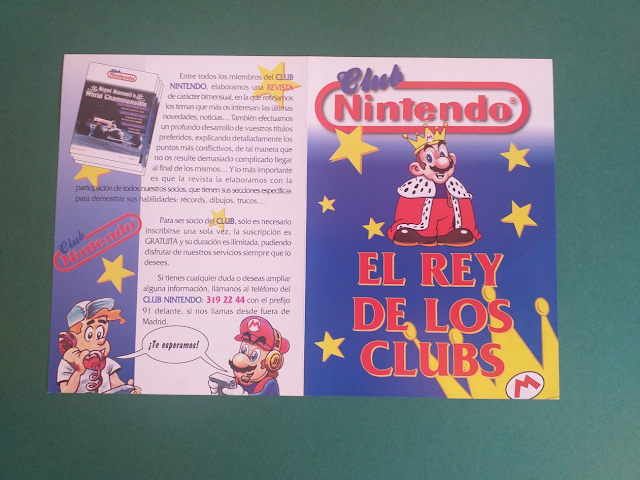 Entre todos los miembros del CLUB
NINTENDO, elaboramos una REVISTA
de carácter bimensual, en la que reflejamos
los temas que más os interesan: las últimas
novedades, noticias... También efectuamos
un profundo desarrollo de vuestros títulos
preferidos, explicando detalladamente los
puntos más conflictivos, de tal manera que
no os resulte demasiado complicado llegar
al final de los mismos... Y lo más importante
es que la revista la elaboramos con la
participación de todos nuestros socios, que tienen sus secciones específicas
para demostrar sus habilidades: récords, dibujos, trucos...
Para ser socio del CLUB, sólo es necesario
inscribirse una sola vez, la suscripción es
GRATUITA y su duración es ilimitada, pudiendo
disfrutar de nuestros servicios siempre que lo
desees.
Si tienes cualquier duda o deseas ampliar
alguna información, llámanos al teléfono del
CLUB NINTENDO: 319 22 44 con el prefijo
91 delante, si nos llamas desde fuera de
Madrid.
¡Te esperamos!
Nintendo
Nigel Mansell's
World Championship
Club
Nintendo
Club
Nintendo®
M
EL REY
DE LOS
CLUBS
M